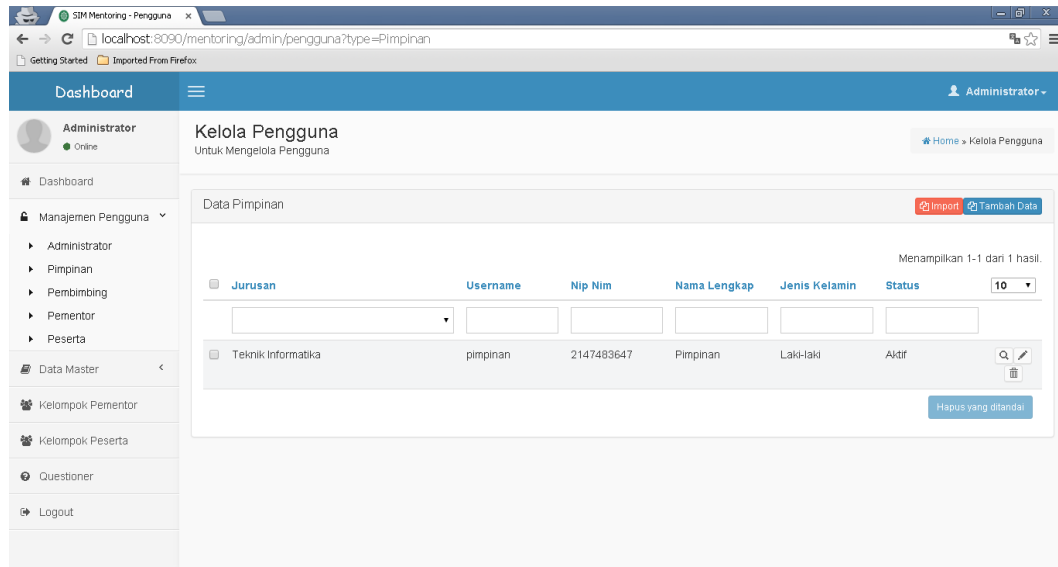 SIM Mentoring - Pengguna
localhost:8090/mentoring/admin/pengguna?type=Pimpinan
Getting Started Imported From Firefox
Dashboard Administrator
Administrator
Online
Kelola Pengguna
Untuk Mengelola Pengguna
Home » Kelola Pengguna
Dashboard
Manajemen Pengguna
Administrator
Pimpinan
Pembimbing
Pementor
Peserta
Data Master
Kelompok Pementor
Kelompok Peserta
Questioner
Logout
Data Pimpinan Import Tambah Data
Menampilkan 1-1 dari 1 hasil.
Jurusan Username Nip Nim Nama Lengkap Jenis Kelamin Status 10
Teknik Informatika pimpinan 2147483647 Pimpinan Laki-laki Aktif
Hapus yang ditandai